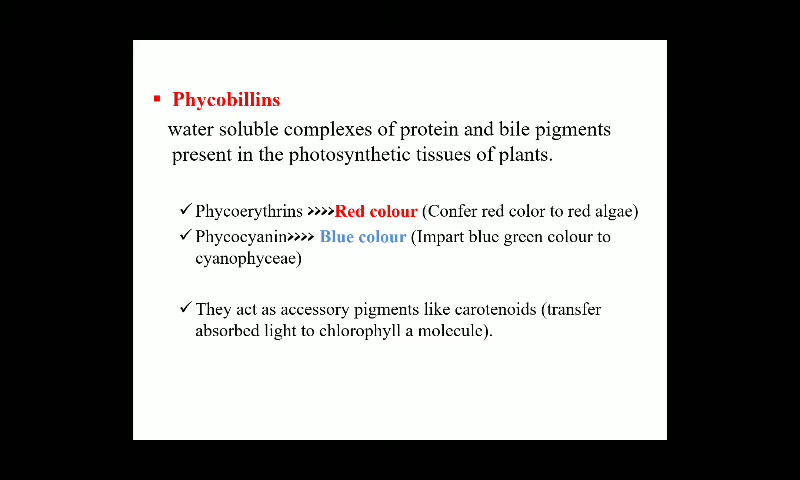 ▪ Phycobillins
water soluble complexes of protein and bile pigments
present in the photosynthetic tissues of plants.
✓ Phycoerythrins >>>>Red colour (Confer red color to red algae)
✓ Phycocyanin>>>> Blue colour (Impart blue green colour to
cyanophyceae)
✓ They act as accessory pigments like carotenoids (transfer
absorbed light to chlorophyll a molecule).